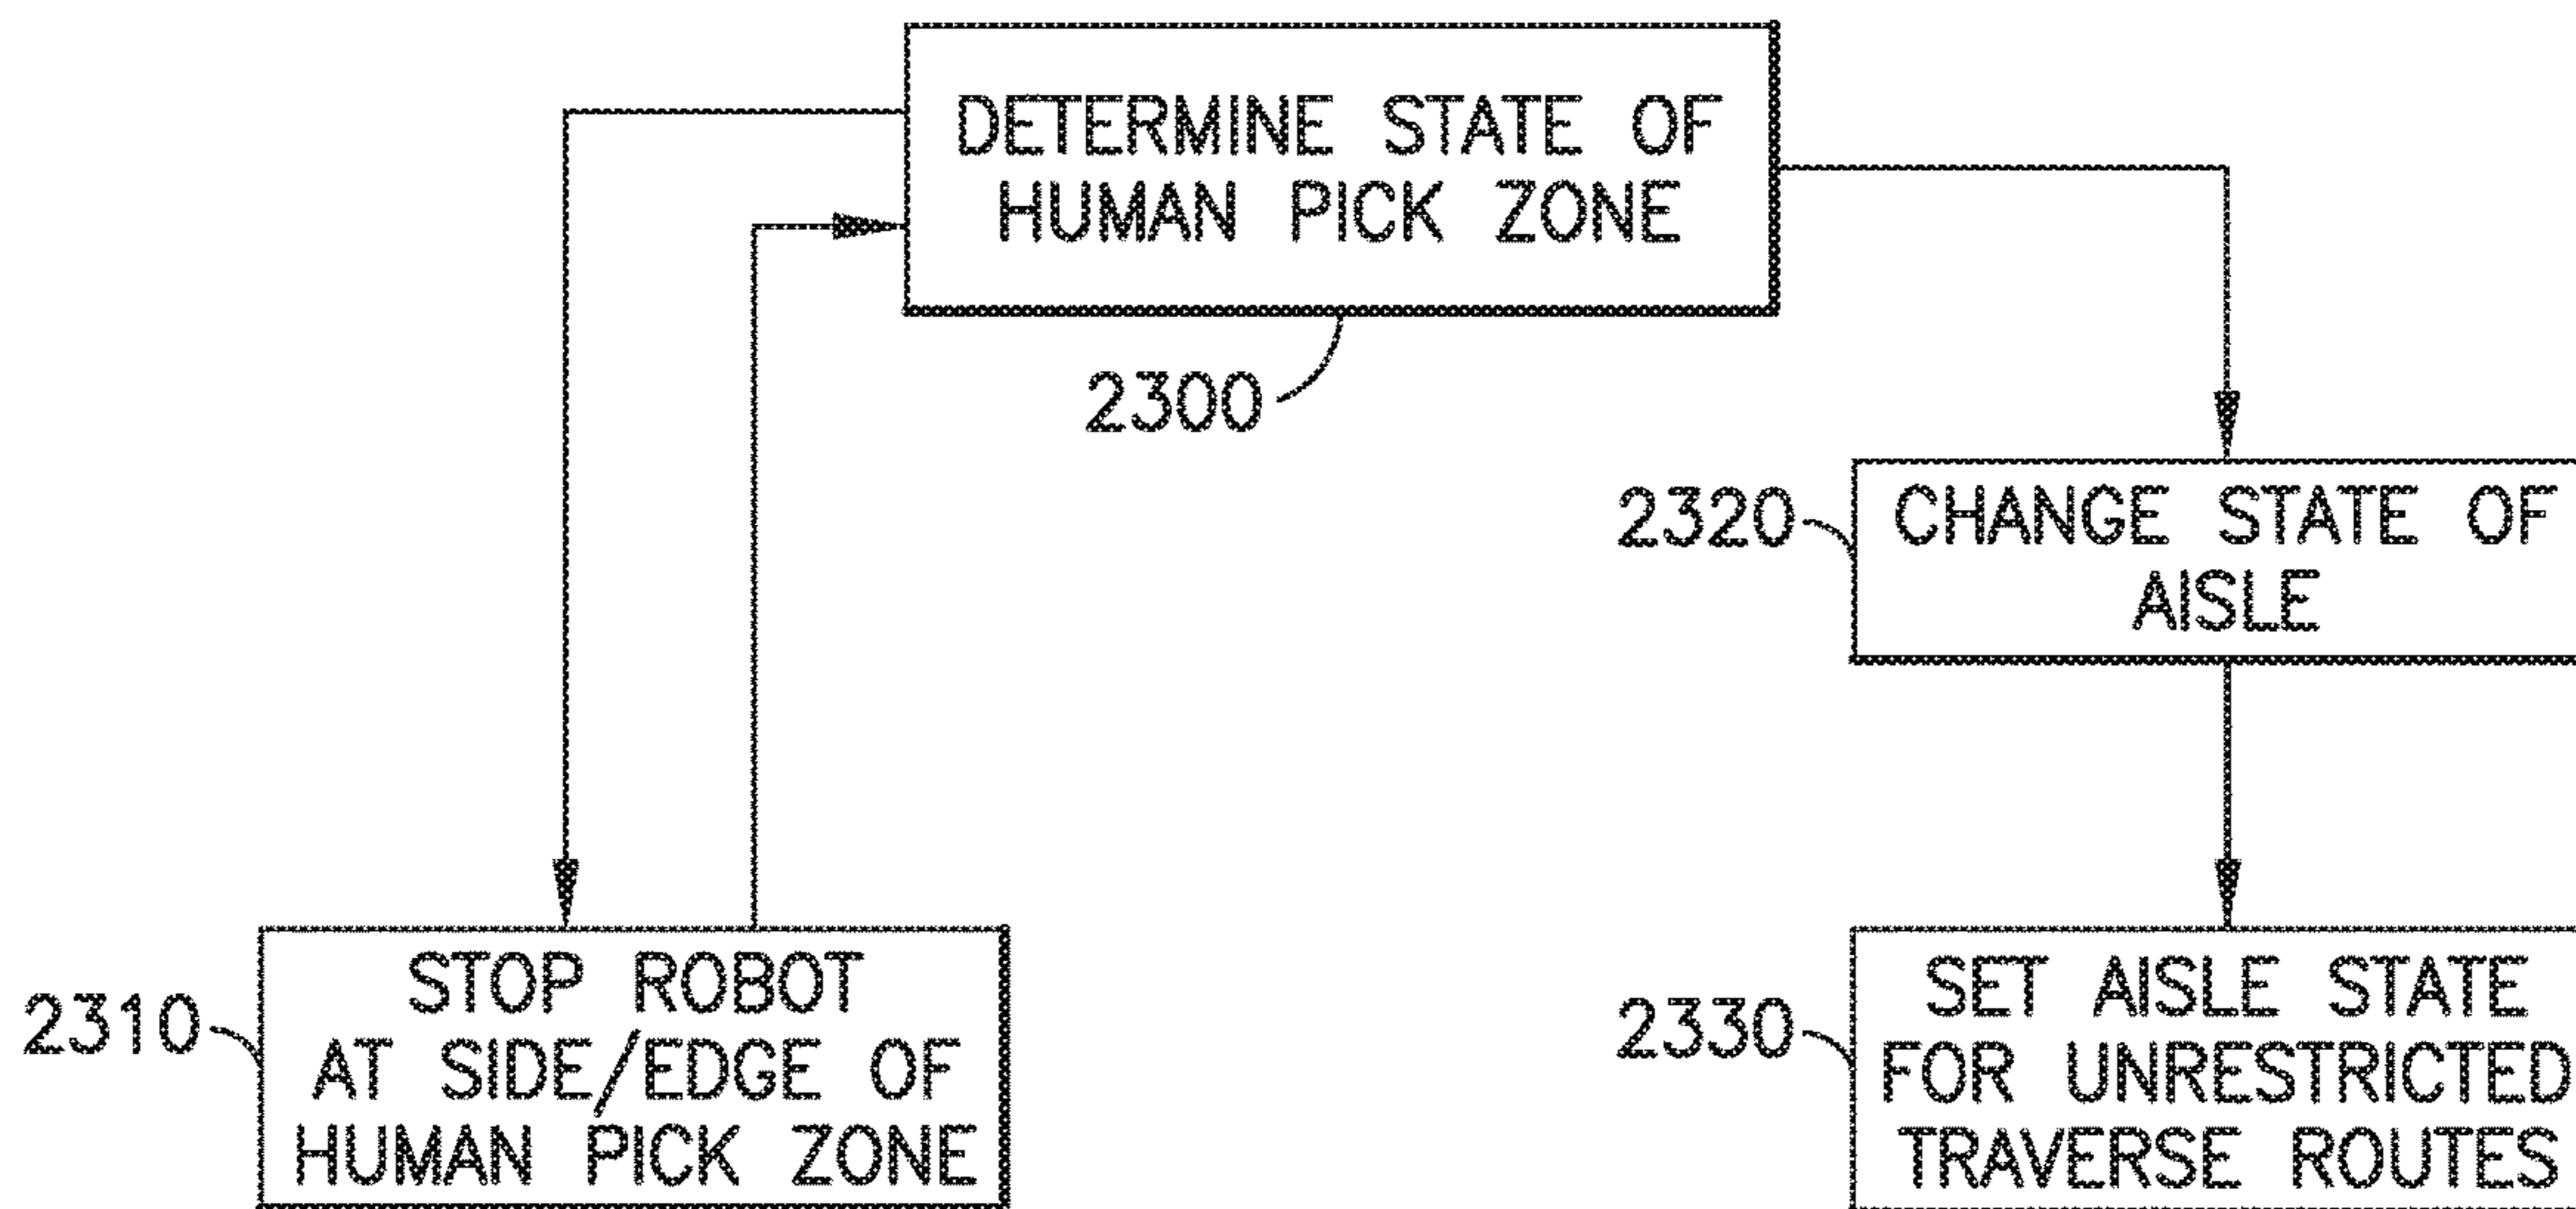 DETERMINE STATE OF
HUMAN PICK ZONE
2300
2320
CHANGE STATE OF
AISLE
2310
STOP ROBOT
AT SIDE/EDGE OF
HUMAN PICK ZONE
2330
SET AISLE STATE
FOR UNRESTRICTED
TRAVERSE ROUTES